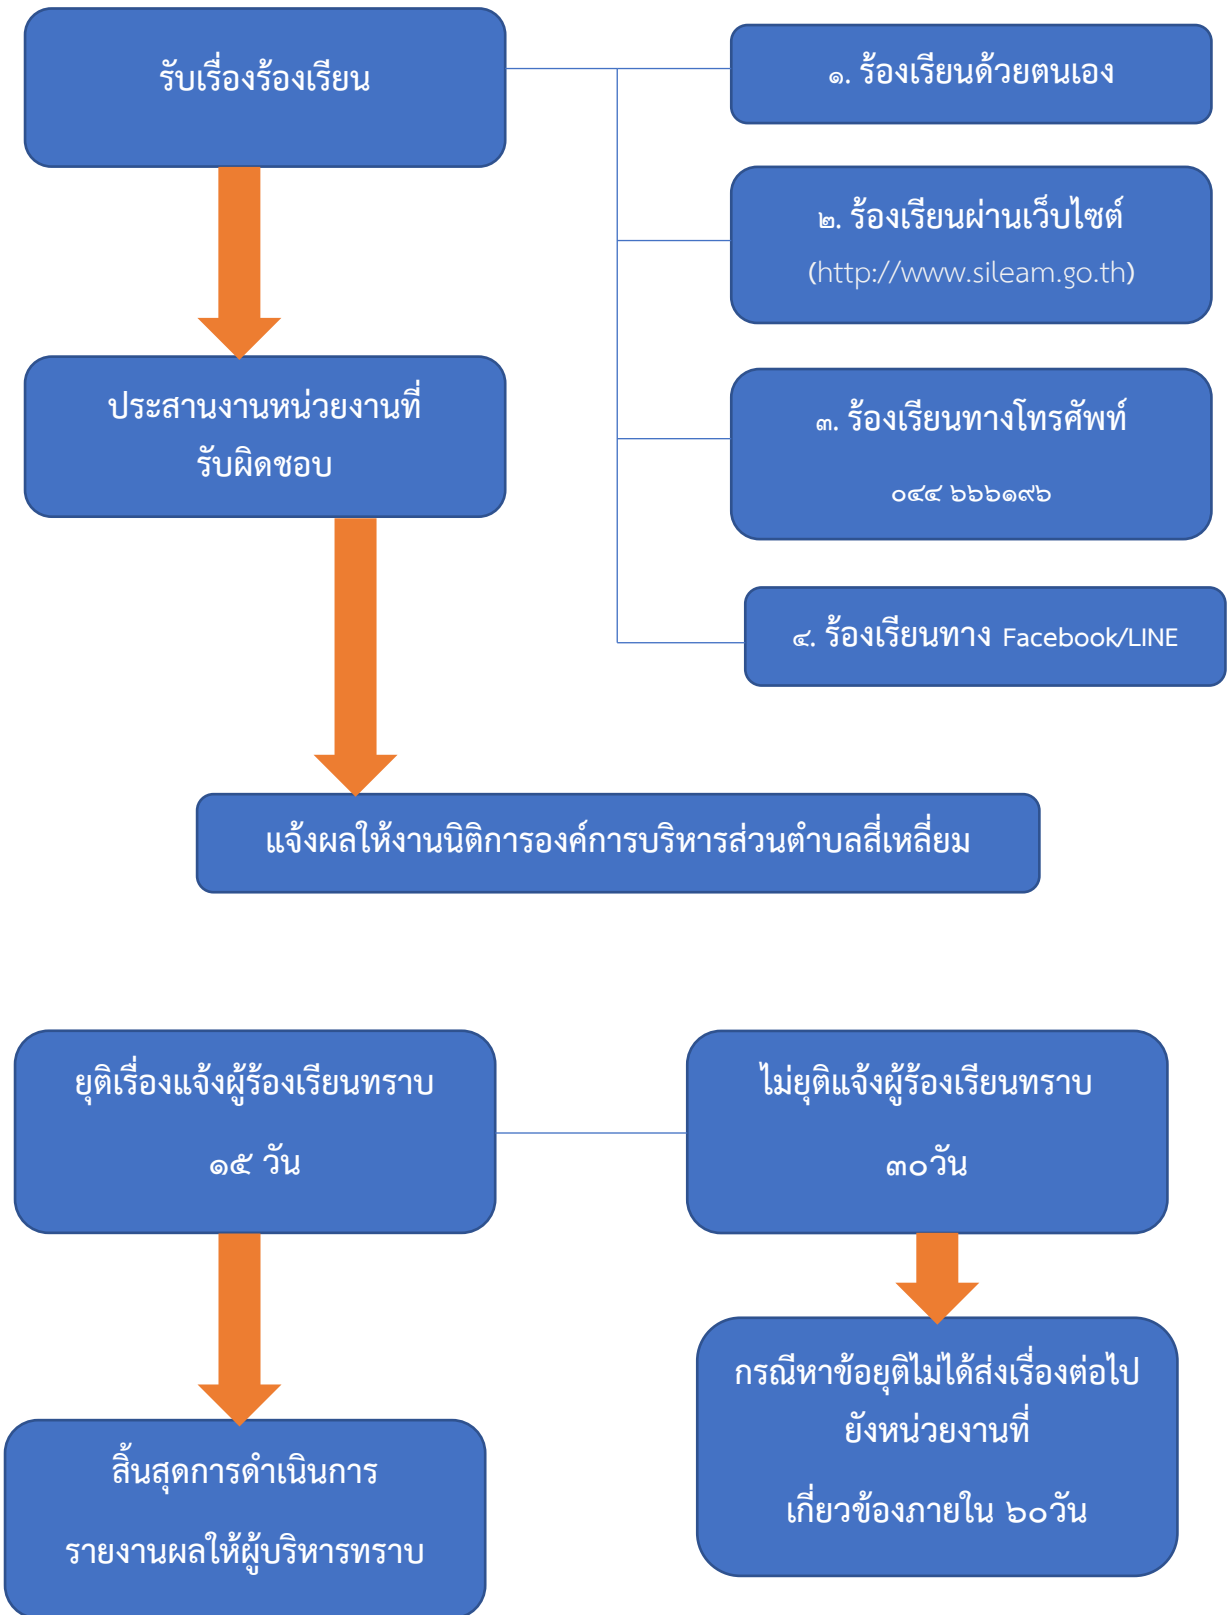 รับเรื่องร้องเรียน
๑. ร้องเรียนด้วยตนเอง
๒. ร้องเรียนผ่านเว็บไซต์
(http://www.sileam.go.th)
ประสานงานหน่วยงานที่
รับผิดชอบ
๓. ร้องเรียนทางโทรศัพท์
๐๔๔ ๖๖๖๑๙๖
๔. ร้องเรียนทาง Facebook/LINE
แจ้งผลให้งานนิติการองค์การบริหารส่วนตำบลสี่เหลี่ยม
ยุติเรื่องแจ้งผู้ร้องเรียนทราบ
๑๕ วัน
ไม่ยุติแจ้งผู้ร้องเรียนทราบ
๓๐วัน
กรณีหาข้อยุติไม่ได้ส่งเรื่องต่อไป
ยังหน่วยงานที่
เกี่ยวข้องภายใน ๖๐วัน
สิ้นสุดการดำเนินการ
รายงานผลให้ผู้บริหารทราบ